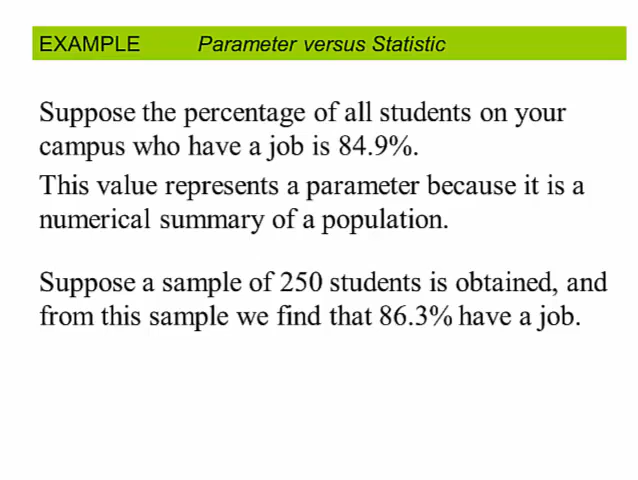 EXAMPLE Parameter versus Statistic
Suppose the percentage of all students on your
campus who have a job is 84.9%.
This value represents a parameter because it is a
numerical summary of a population.
Suppose a sample of 250 students is obtained, and
from this sample we find that 86.3% have a job.